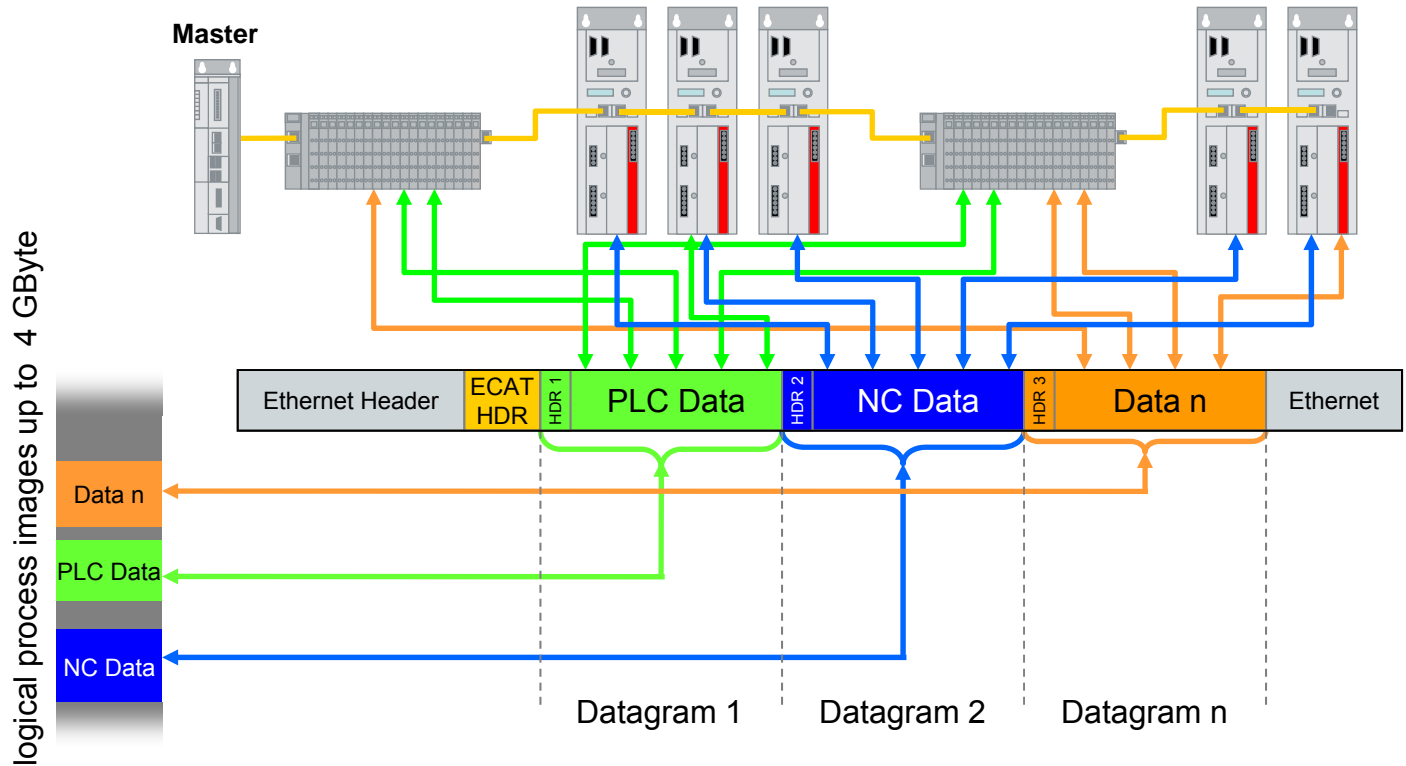 Master
logical process images up to 4 GByte
Ethernet Header
ECAT
HDR
HDR 1
PLC Data
HDR 2
NC Data
HDR 3
Data n
Ethernet
Data n
PLC Data
NC Data
Datagram 1
Datagram 2
Datagram n